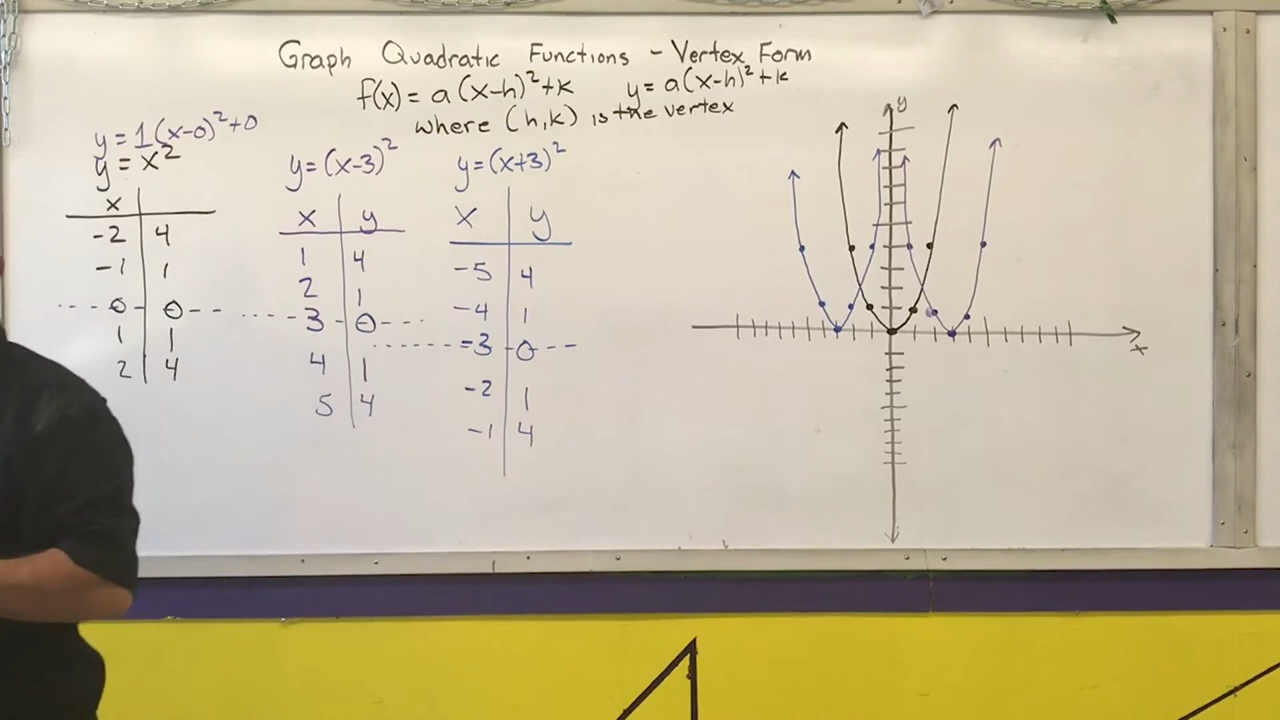 Graph Quadratic Functions - Vertex Form
f(x) = a(x-h)²+k y = a(x-h)²+k
where (h,k) is the vertex
y = 1(x-0)²+0
y = x²
x
-2 4
-1 1
0 0
1 1
2 4
y = (x-3)²
x y
1 4
2 1
3 0
4 1
5 4
y = (x+3)²
x y
-5 4
-4 1
-3 0
-2 1
-1 4
y
x